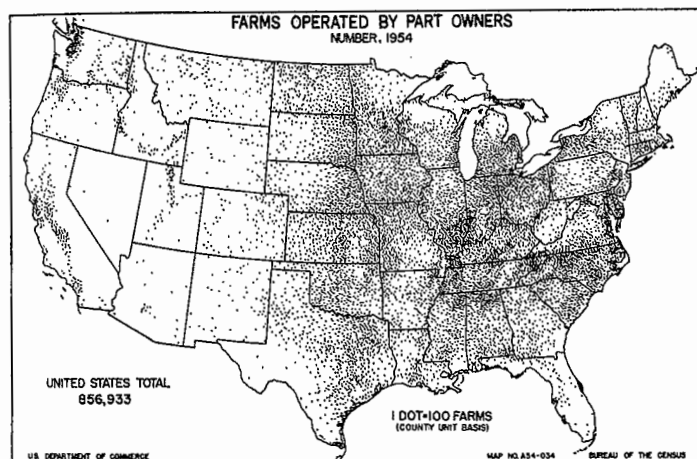 FARMS OPERATED BY PART OWNERS
NUMBER, 1954
UNITED STATES TOTAL
856,933
1 DOT=100 FARMS
(COUNTY UNIT BASIS)
U.S. DEPARTMENT OF COMMERCE
MAP NO. A54-034
BUREAU OF THE CENSUS